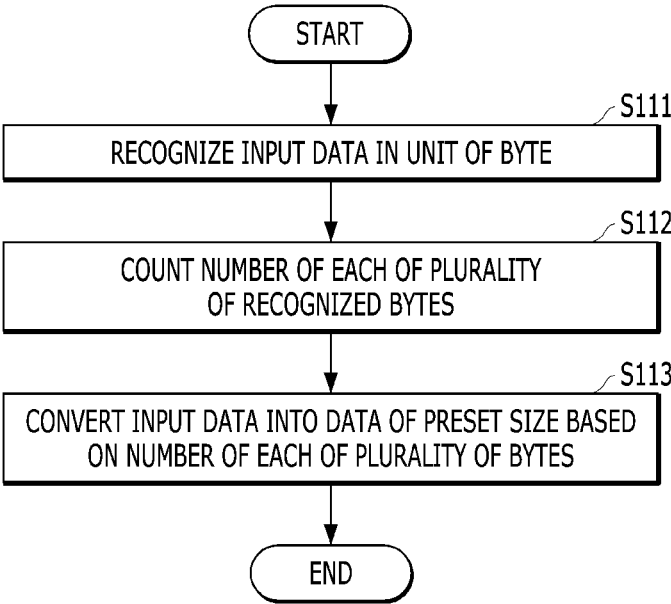 START
S111
RECOGNIZE INPUT DATA IN UNIT OF BYTE
S112
COUNT NUMBER OF EACH OF PLURALITY
OF RECOGNIZED BYTES
S113
CONVERT INPUT DATA INTO DATA OF PRESET SIZE BASED
ON NUMBER OF EACH OF PLURALITY OF BYTES
END